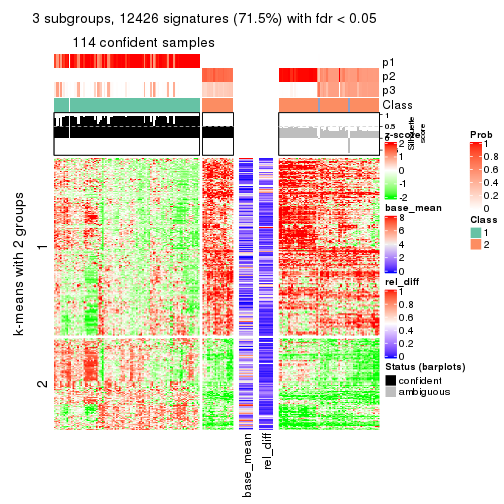 3 subgroups, 12426 signatures (71.5%) with fdr < 0.05
114 confident samples
p1
p2
p3
Class
1
0.5
0
Silhouette
score
k-means with 2 groups
1
2
base_mean
rel_diff
z-score
2
1
0
-1
-2
base_mean
8
6
4
2
0
rel_diff
1
0.8
0.6
0.4
0.2
0
Status (barplots)
confident
ambiguous
Prob
1
0.8
0.6
0.4
0.2
0
Class
1
2